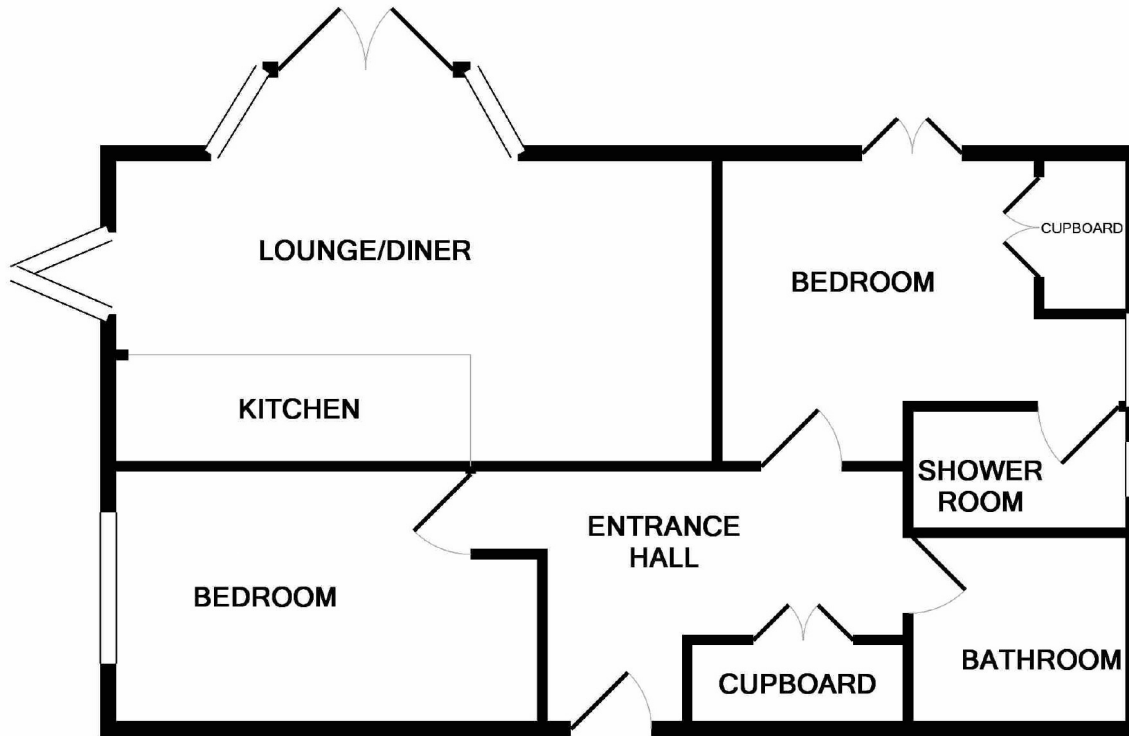 LOUNGE/DINER
CUPBOARD
BEDROOM
KITCHEN
SHOWER
ROOM
ENTRANCE
HALL
BEDROOM
BATHROOM
CUPBOARD